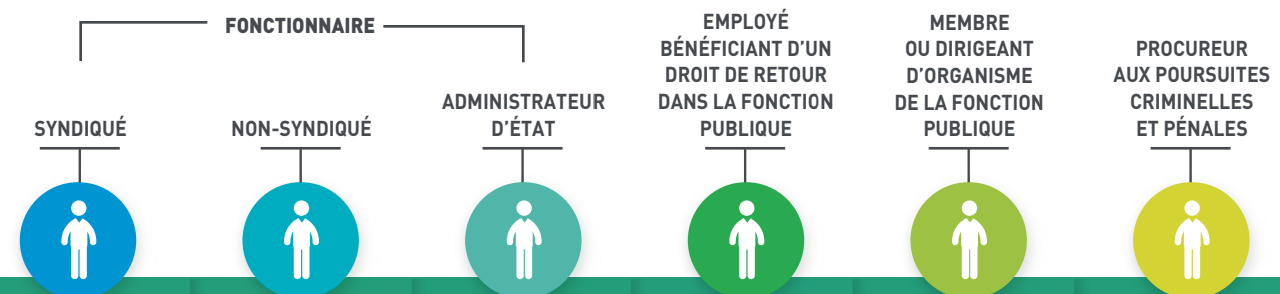 FONCTIONNAIRE
SYNDIQUÉ
NON-SYNDIQUÉ
ADMINISTRATEUR
D'ÉTAT
EMPLOYÉ
BÉNÉFICIANT D'UN
DROIT DE RETOUR
DANS LA FONCTION
PUBLIQUE
MEMBRE
OU DIRIGEANT
D'ORGANISME
DE LA FONCTION
PUBLIQUE
PROCUREUR
AUX POURSUITES
CRIMINELLES
ET PÉNALES